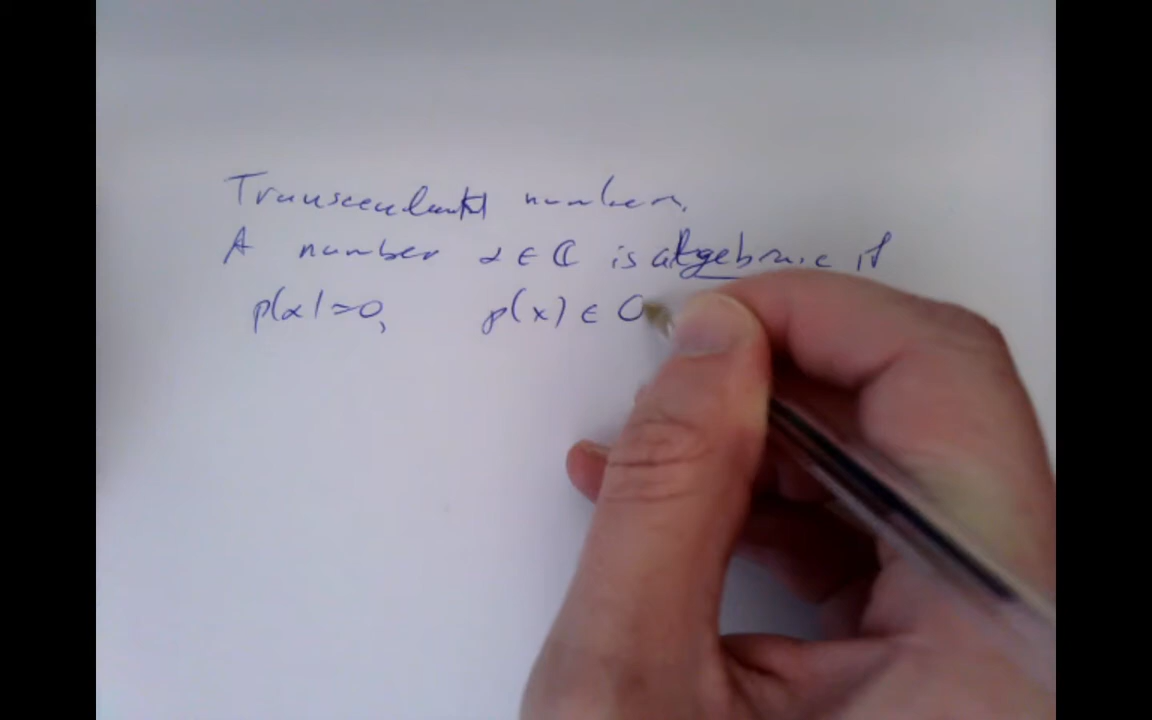 Transcendental numbers.
A number α ∈ ℂ is algebraic if
p(α)=0, p(x) ∈